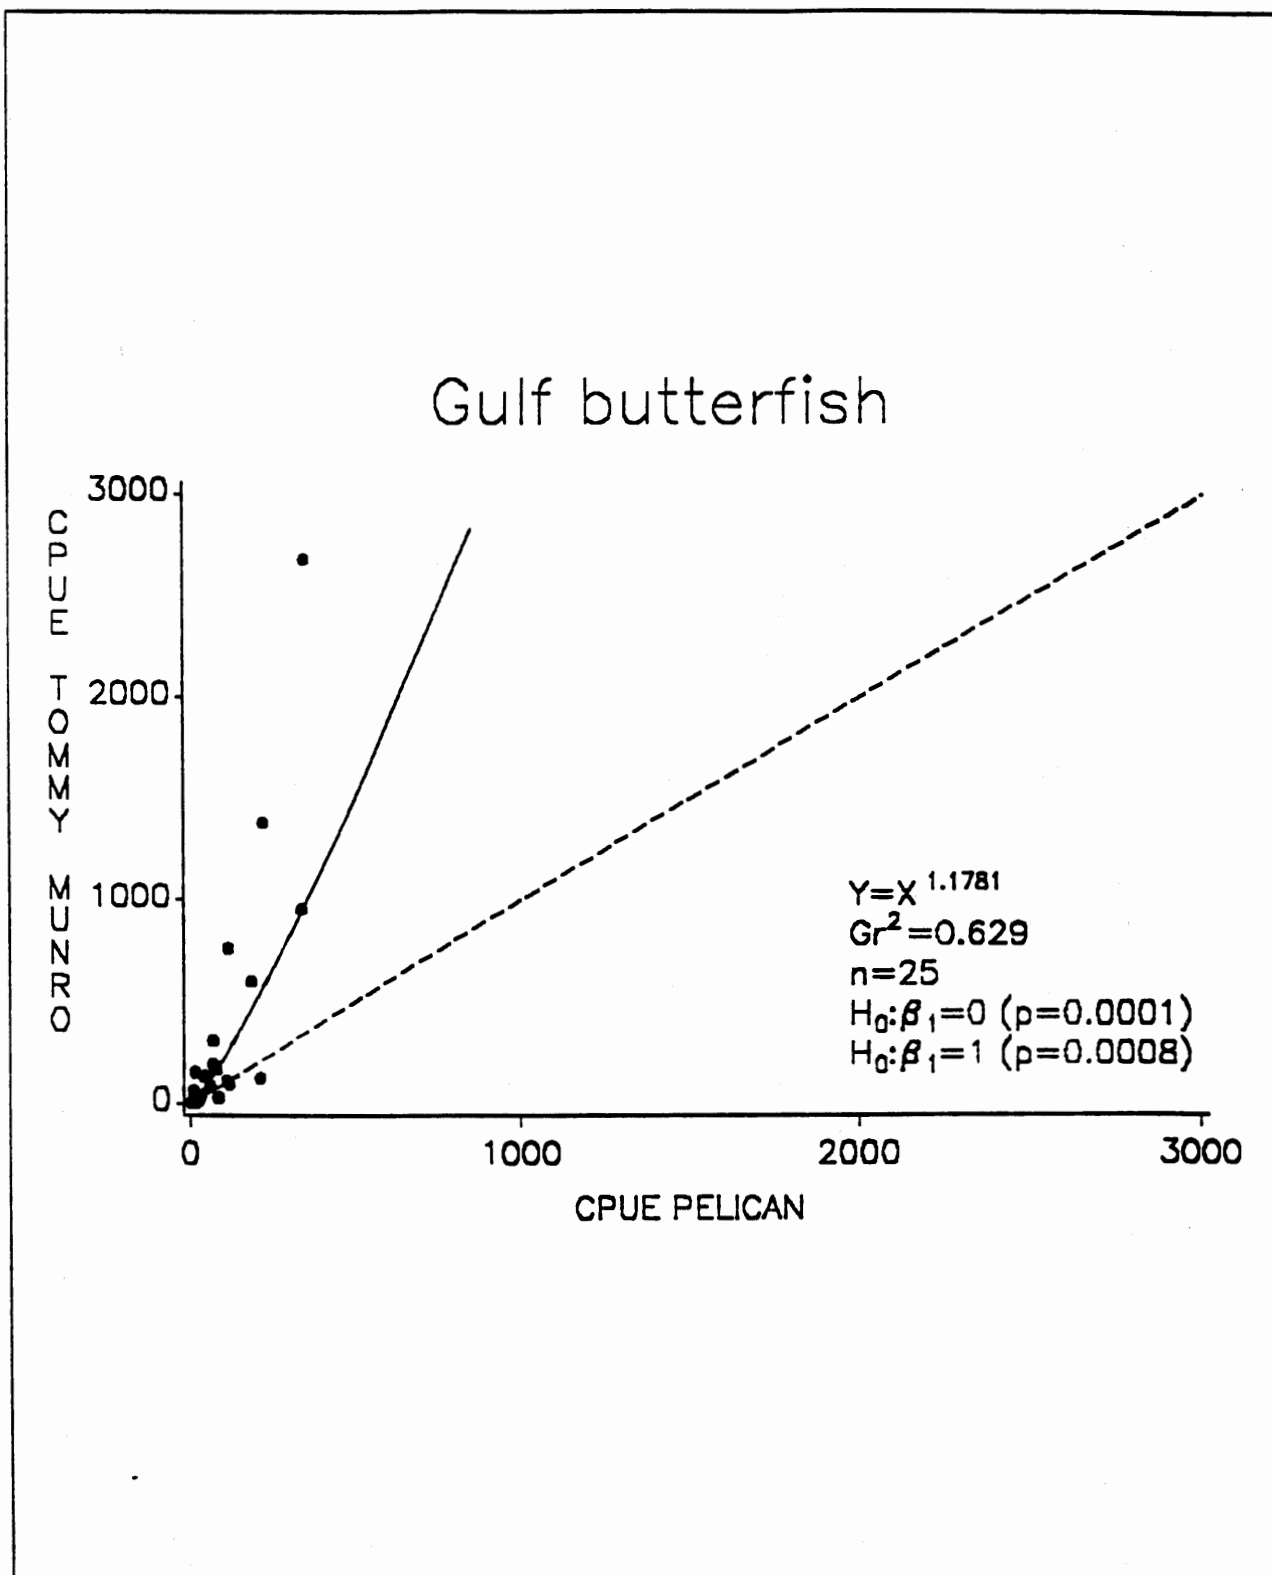 Gulf butterfish
CPUE TOMMY MUNRO
3000
2000
1000
0
Y=X^1.1781
Gr²=0.629
n=25
H₀:β₁=0 (p=0.0001)
H₀:β₁=1 (p=0.0008)
0 1000 2000 3000
CPUE PELICAN